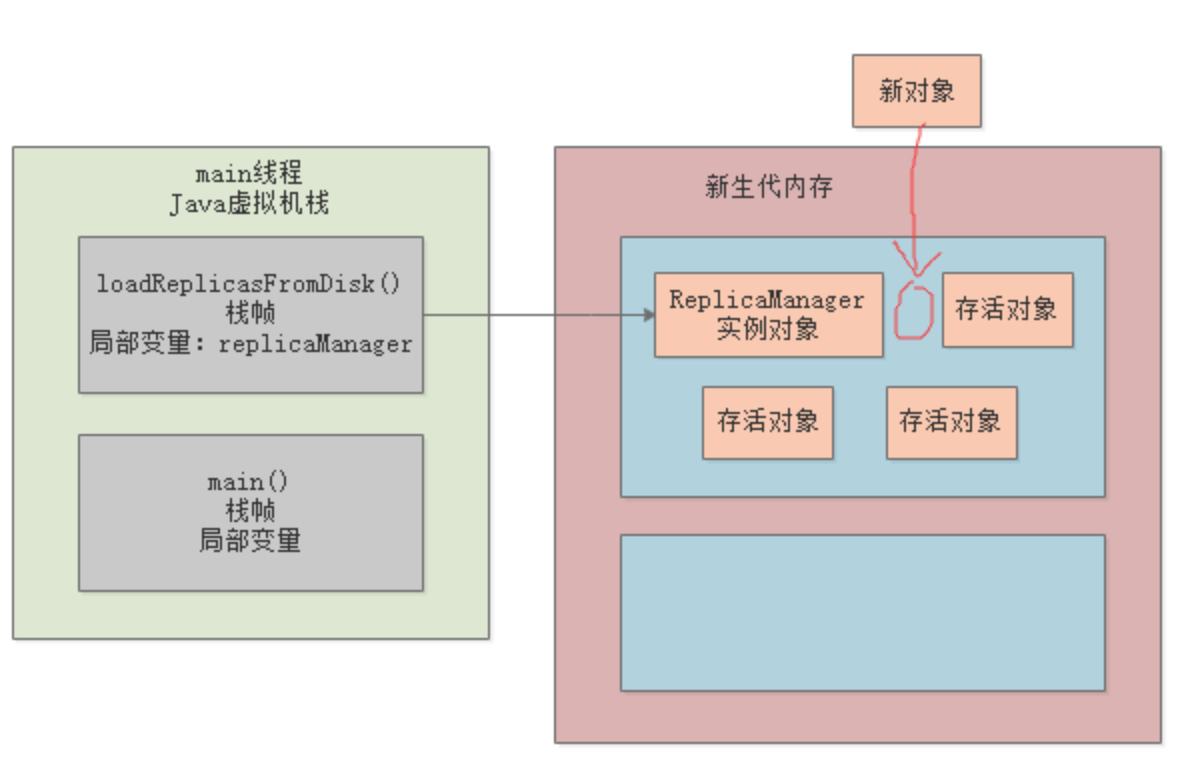 新对象
main线程
Java虚拟机栈
新生代内存
loadReplicasFromDisk()
栈帧
局部变量：replicaManager
ReplicaManager
实例对象
存活对象
存活对象
存活对象
main()
栈帧
局部变量